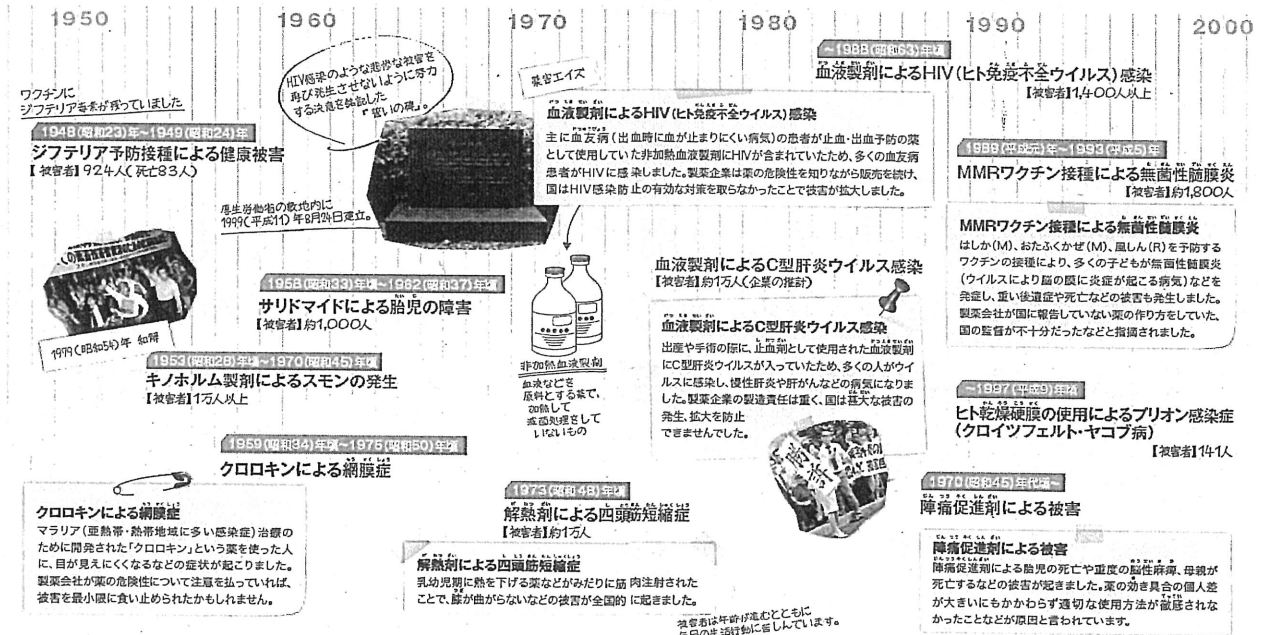 1950
1960
1970
1980
1990
2000
ワクチンに
ジフテリア毒素が残っていました
1948(昭和23)年～1949(昭和24)年
ジフテリア予防接種による健康被害
【被害者】924人(死亡83人)
HIV感染のような悲惨な被害を
再び発生させないように努力
する決意を銘記した
「誓いの碑」。
厚生労働省の敷地内に
1999(平成11)年8月24日建立。
1979(昭和54)年 和解
1958(昭和33)年～1962(昭和37)年
サリドマイドによる胎児の障害
【被害者】約1,000人
1953(昭和28)年頃～1970(昭和45)年
キノホルム製剤によるスモンの発生
【被害者】1万人以上
1959(昭和34)年頃～1975(昭和50)年頃
クロロキンによる網膜症
クロロキンによる網膜症
マラリア(亜熱帯・熱帯地域に多い感染症)治療の
ために開発された「クロロキン」という薬を使った人
に、目が見えにくくなるなどの症状が起こりました。
製薬会社が薬の危険性について注意を払っていれば、
被害を最小限に食い止められたかもしれません。
薬害エイズ
血液製剤によるHIV(ヒト免疫不全ウイルス)感染
主に血友病(出血時に血が止まりにくい病気)の患者が止血・出血予防の薬
として使用していた非加熱血液製剤にHIVが含まれていたため、多くの血友病
患者がHIVに感染しました。製薬企業は薬の危険性を知りながら販売を続け、
国はHIV感染防止の有効な対策を取らなかったことで被害が拡大しました。
非加熱血液製剤
血液などを
原料とする薬で、
加熱して
滅菌処理をして
いないもの
1973(昭和48)年頃
解熱剤による四頭筋短縮症
【被害者】約1万人
解熱剤による四頭筋短縮症
乳幼児期に熱を下げる薬などがみだりに筋肉注射された
ことで、膝が曲がらないなどの被害が全国的に起きました。
被害者は年齢が進むとともに
毎日の生活行動に苦しんでいます。
～1988(昭和63)年頃
血液製剤によるHIV(ヒト免疫不全ウイルス)感染
【被害者】1,400人以上
血液製剤によるC型肝炎ウイルス感染
【被害者】約1万人(企業の推計)
血液製剤によるC型肝炎ウイルス感染
出産や手術の際に、止血剤として使用された血液製剤
にC型肝炎ウイルスが入っていたため、多くの人がウイ
ルスに感染し、慢性肝炎や肝がんなどの病気になりま
した。製薬企業の製造責任は重く、国は甚大な被害の
発生、拡大を防止
できませんでした。
1989(平成元)年～1993(平成5)年
MMRワクチン接種による無菌性髄膜炎
【被害者】約1,800人
MMRワクチン接種による無菌性髄膜炎
はしか(M)、おたふくかぜ(M)、風しん(R)を予防する
ワクチンの接種により、多くの子どもが無菌性髄膜炎
(ウイルスにより脳の膜に炎症が起こる病気)などを
発症し、重い後遺症や死亡などの被害も発生しました。
製薬会社が国に報告していない薬の作り方をしていた、
国の監督が不十分だったなどと指摘されました。
～1997(平成9)年頃
ヒト乾燥硬膜の使用によるプリオン感染症
(クロイツフェルト・ヤコブ病)
【被害者】141人
1970(昭和45)年代頃～
陣痛促進剤による被害
陣痛促進剤による被害
陣痛促進剤による胎児の死亡や重度の脳性麻痺、母親が
死亡するなどの被害が起きました。薬の効き具合の個人差
が大きいにもかかわらず適切な使用方法が徹底されな
かったことなどが原因と言われています。